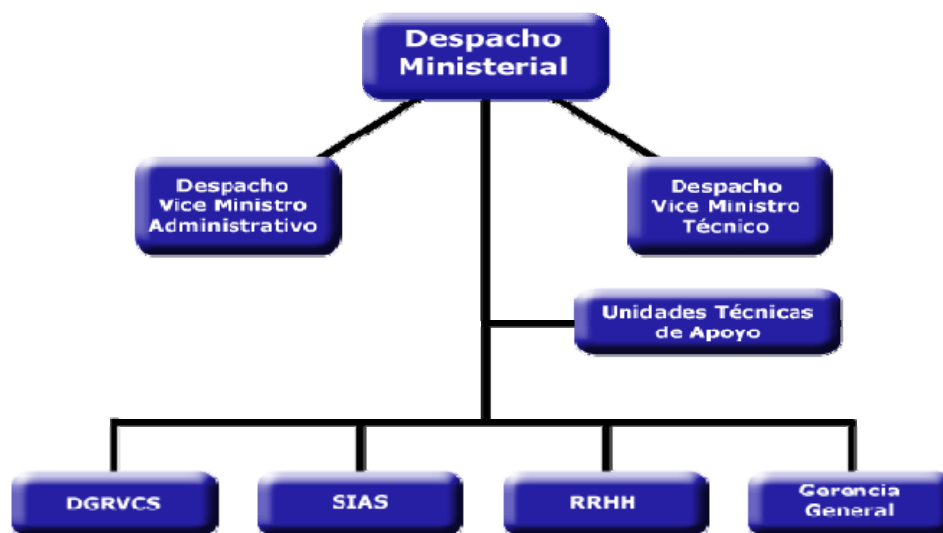 Despacho
Ministerial
Despacho
Vice Ministro
Administrativo
Despacho
Vice Ministro
Técnico
Unidades Técnicas
de Apoyo
DGRVCS
SIAS
RRHH
Gerencia
General